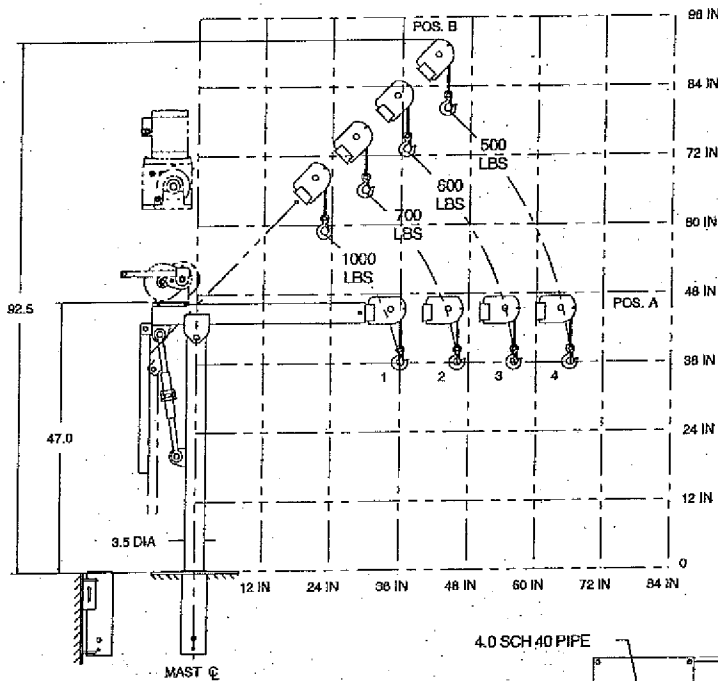 96 IN
POS. B
84 IN
500
LBS
72 IN
600
LBS
700
LBS
60 IN
1000
LBS
48 IN
POS. A
92.5
36 IN
1
2
3
4
47.0
24 IN
12 IN
3.5 DIA
0
12 IN
24 IN
36 IN
48 IN
60 IN
72 IN
84 IN
4.0 SCH 40 PIPE
MAST ℄